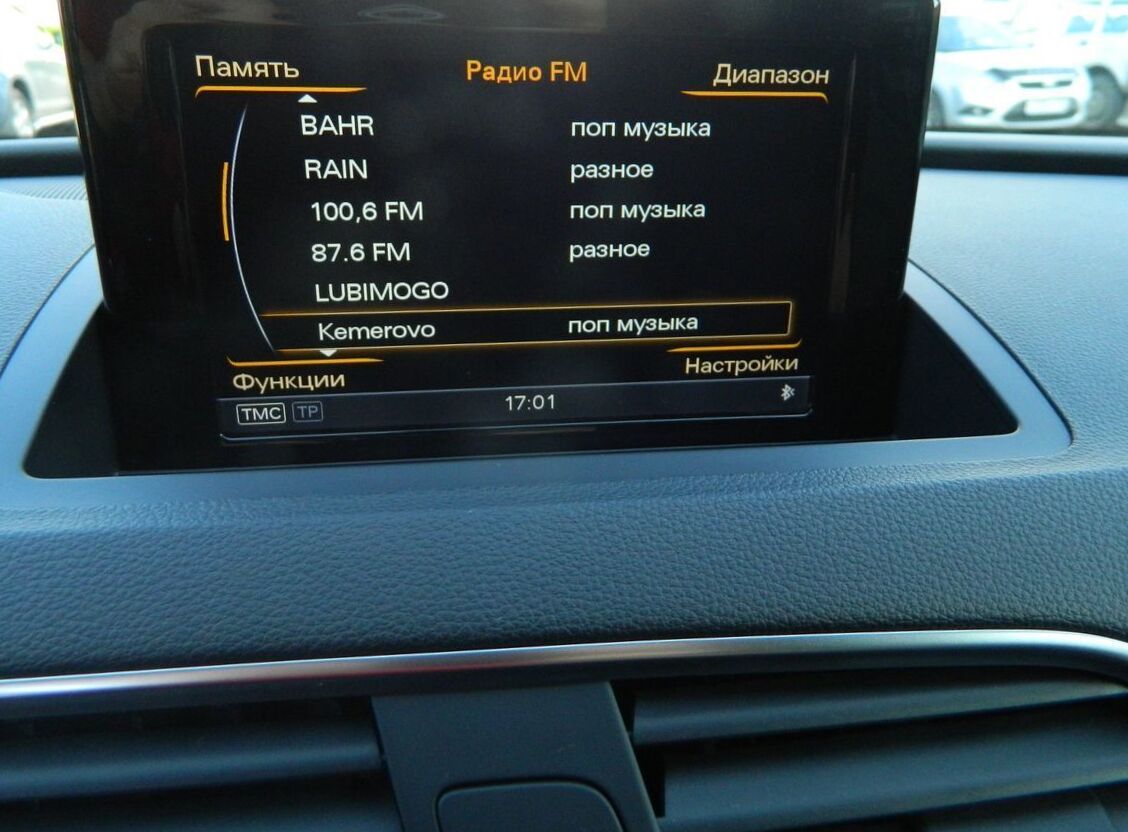 Память Радио FM Диапазон
BAHR поп музыка
RAIN разное
100,6 FM поп музыка
87.6 FM разное
LUBIMOGO
Kemerovo поп музыка
Функции Настройки
TMC TP 17:01